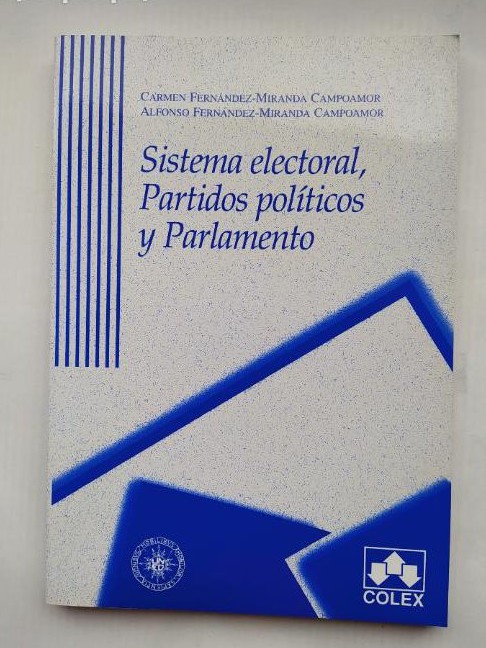 CARMEN FERNÁNDEZ-MIRANDA CAMPOAMOR
ALFONSO FERNÁNDEZ-MIRANDA CAMPOAMOR
Sistema electoral,
Partidos políticos
y Parlamento
COLEX